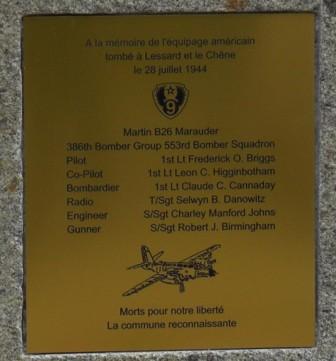 A la mémoire de l'équipage américain
tombé à Lessard et le Chêne
le 28 juillet 1944
9
Martin B26 Marauder
386th Bomber Group 553rd Bomber Squadron
Pilot 1st Lt Frederick O. Briggs
Co-Pilot 1st Lt Leon C. Higginbotham
Bombardier 1st Lt Claude C. Cannaday
Radio T/Sgt Selwyn B. Danowitz
Engineer S/Sgt Charley Manford Johns
Gunner S/Sgt Robert J. Birmingham
Morts pour notre liberté
La commune reconnaissante